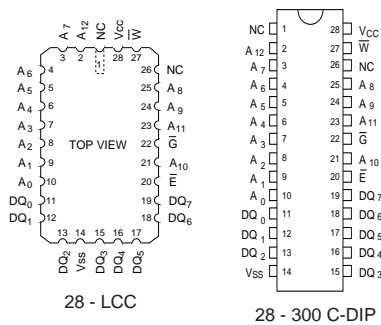 A7 A12 NC VCC W̅
3 2 1 28 27
A6 4 26 NC
A5 5 25 A8
A4 6 24 A9
A3 7 23 A11
A2 8 TOP VIEW 22 G̅
A1 9 21 A10
A0 10 20 E̅
DQ0 11 19 DQ7
DQ1 12 18 DQ6
13 14 15 16 17
DQ2 VSS DQ3 DQ4 DQ5
28 - LCC
NC 1 28 VCC
A12 2 27 W̅
A7 3 26 NC
A6 4 25 A8
A5 5 24 A9
A4 6 23 A11
A3 7 22 G̅
A2 8 21 A10
A1 9 20 E̅
A0 10 19 DQ7
DQ0 11 18 DQ6
DQ1 12 17 DQ5
DQ2 13 16 DQ4
VSS 14 15 DQ3
28 - 300 C-DIP